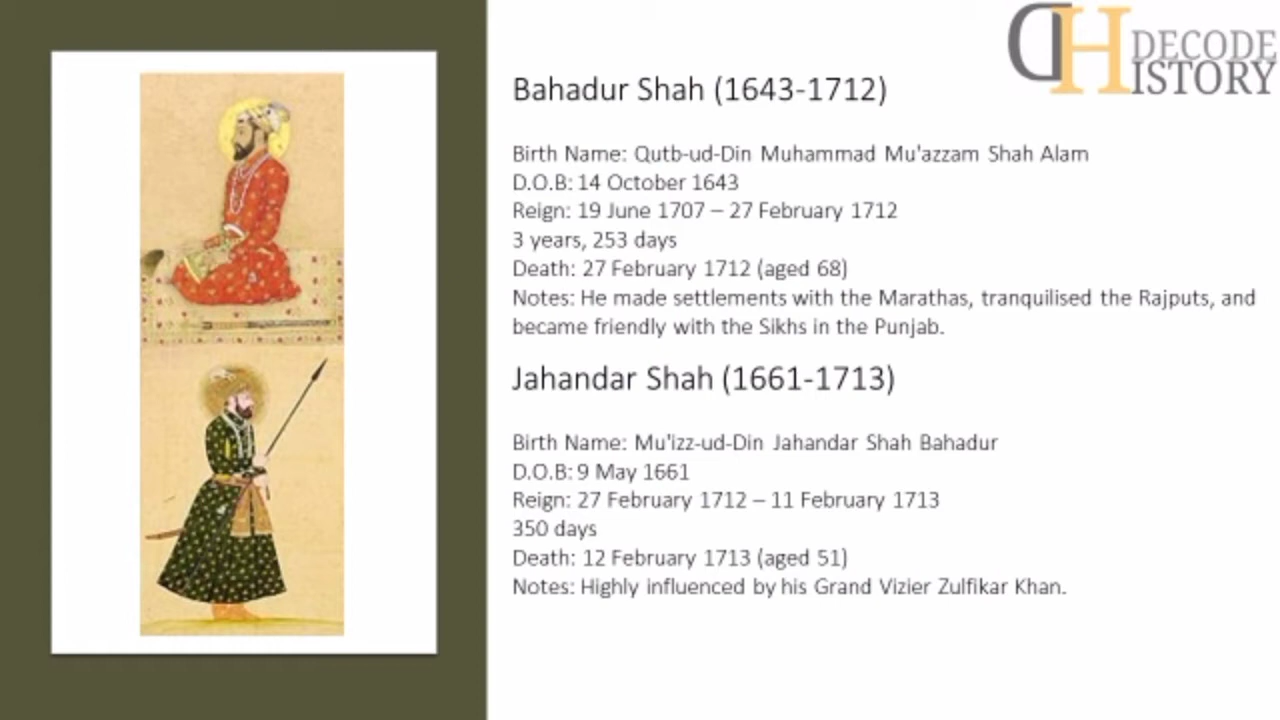 DH DECODE
HISTORY
Bahadur Shah (1643-1712)
Birth Name: Qutb-ud-Din Muhammad Mu'azzam Shah Alam
D.O.B: 14 October 1643
Reign: 19 June 1707 – 27 February 1712
3 years, 253 days
Death: 27 February 1712 (aged 68)
Notes: He made settlements with the Marathas, tranquilised the Rajputs, and
became friendly with the Sikhs in the Punjab.
Jahandar Shah (1661-1713)
Birth Name: Mu'izz-ud-Din Jahandar Shah Bahadur
D.O.B: 9 May 1661
Reign: 27 February 1712 – 11 February 1713
350 days
Death: 12 February 1713 (aged 51)
Notes: Highly influenced by his Grand Vizier Zulfikar Khan.